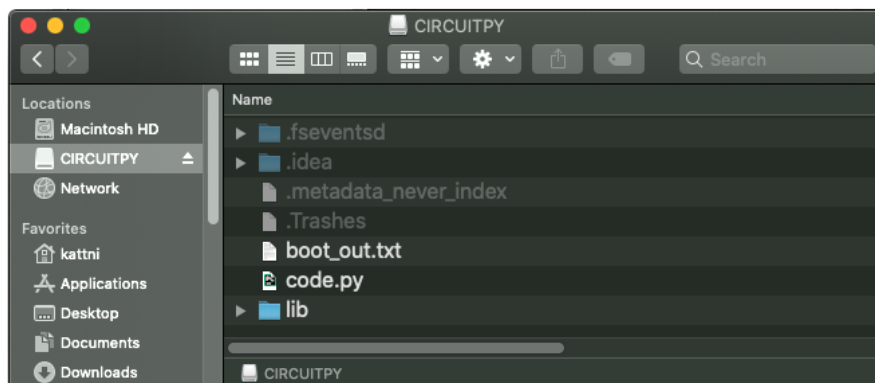 CIRCUITPY
Search
Locations
Macintosh HD
CIRCUITPY
Network
Favorites
kattni
Applications
Desktop
Documents
Downloads
Name
.fseventsd
.idea
.metadata_never_index
.Trashes
boot_out.txt
code.py
lib
CIRCUITPY